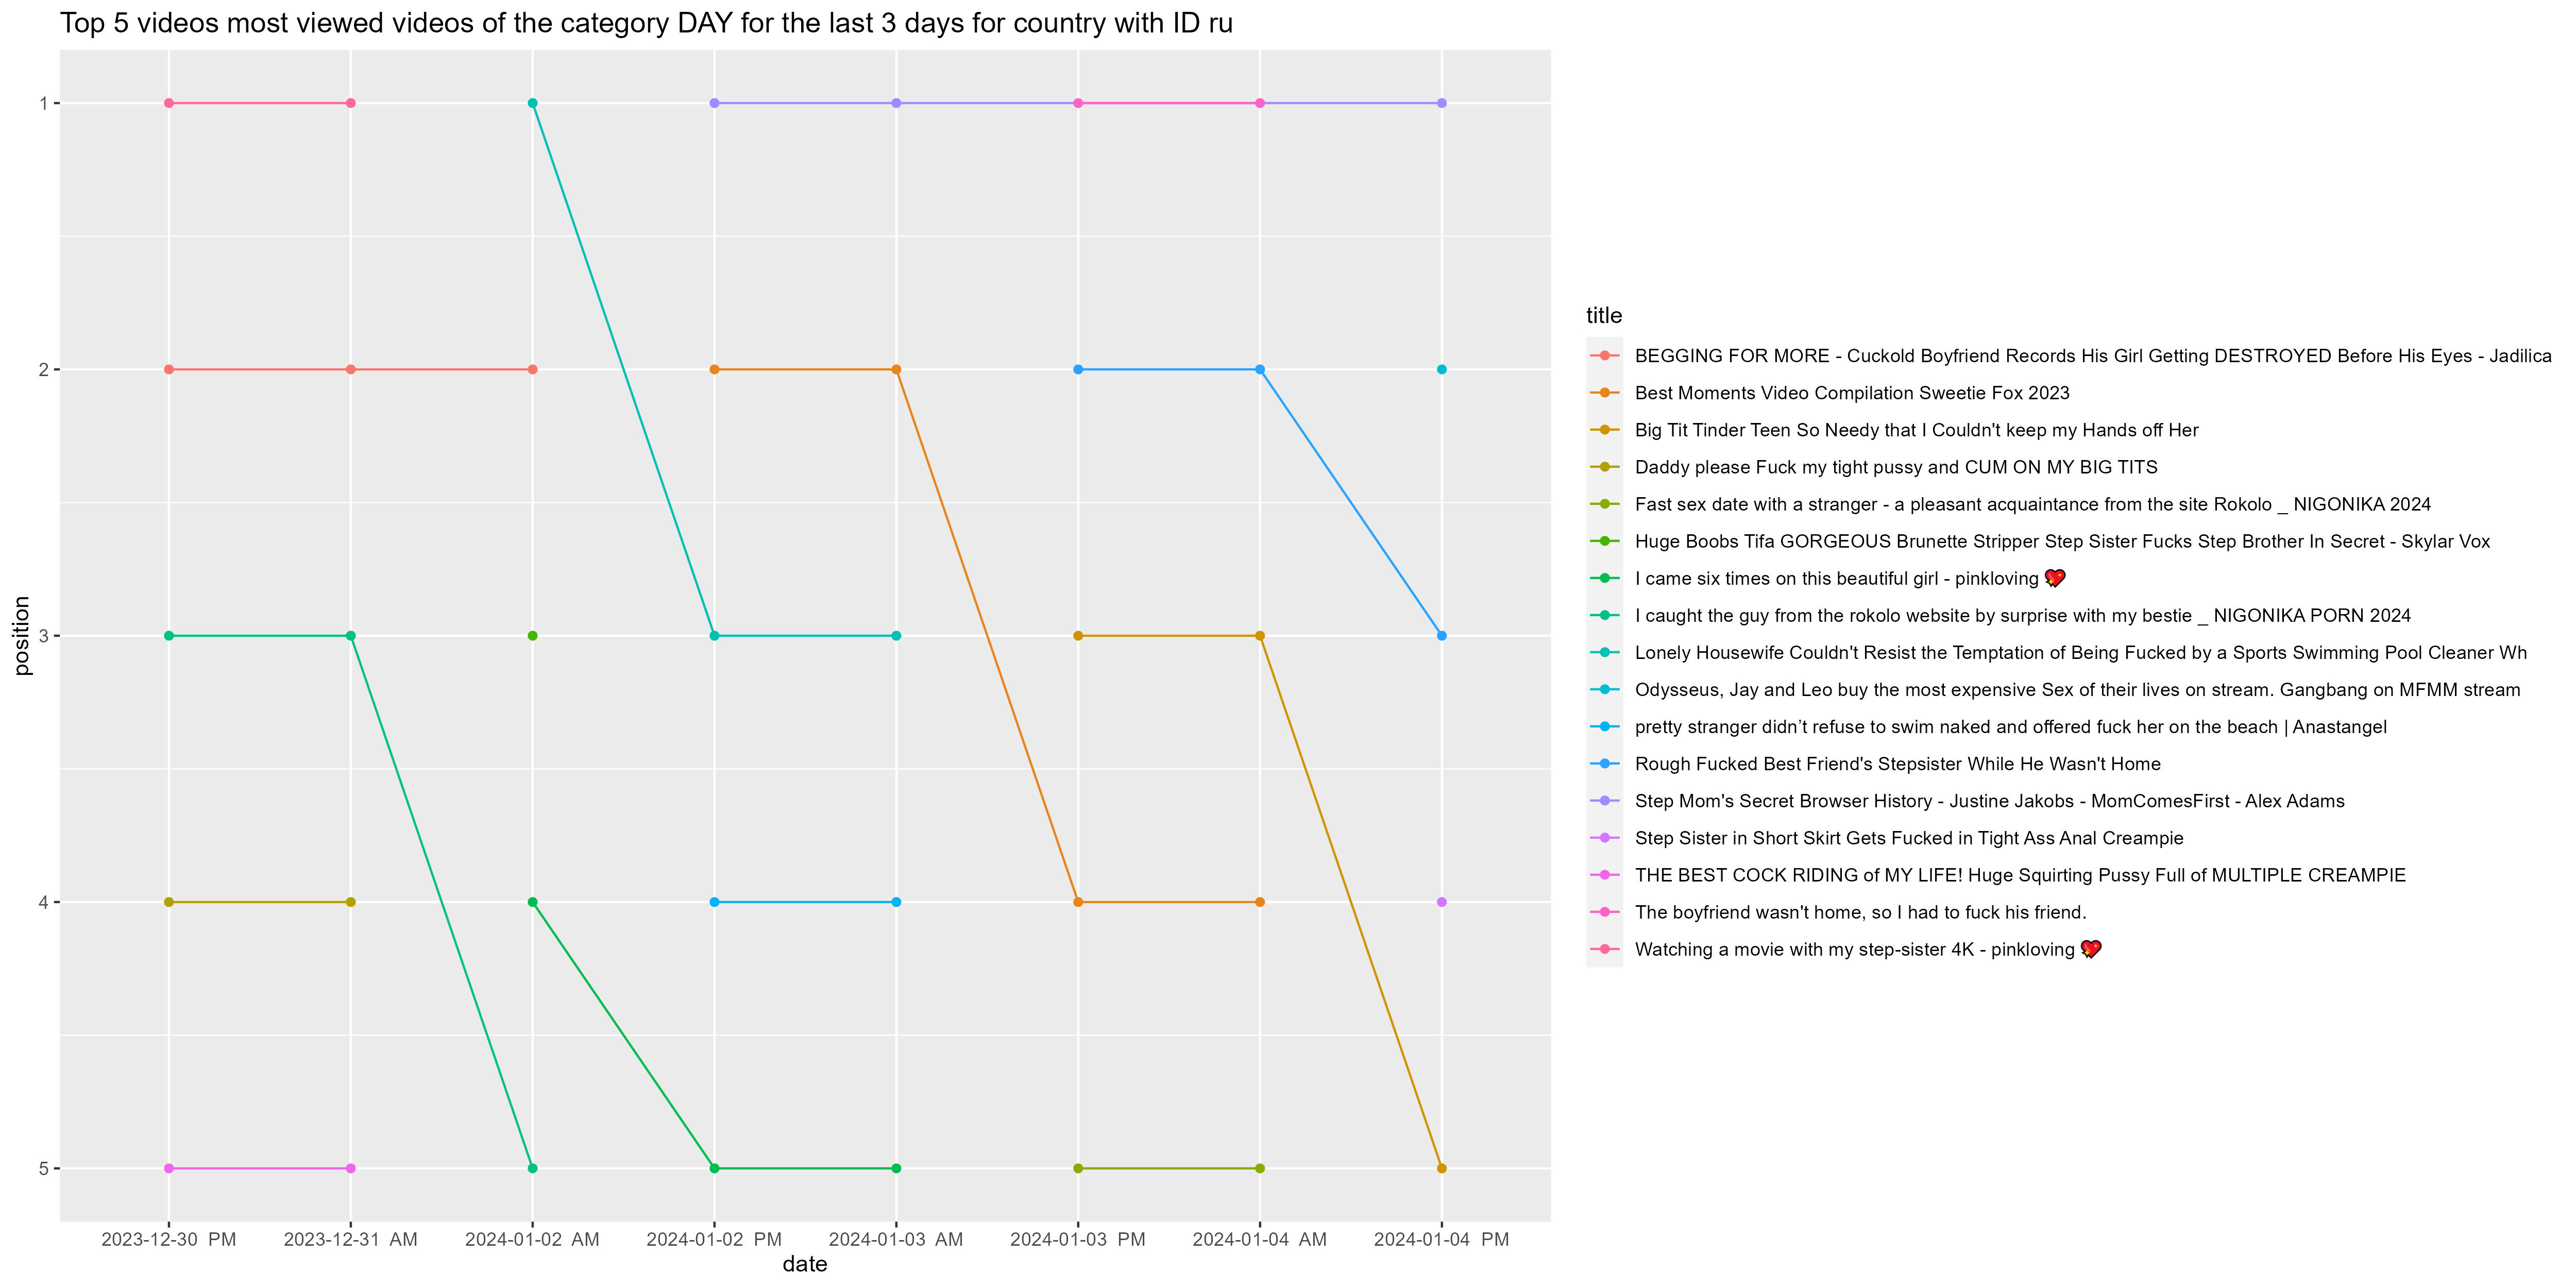 Top 5 videos most viewed videos of the category DAY for the last 3 days for country with ID ru
position
1
2
3
4
5
2023-12-30 PM
2023-12-31 AM
2024-01-02 AM
2024-01-02 PM
2024-01-03 AM
2024-01-03 PM
2024-01-04 AM
2024-01-04 PM
date
title
BEGGING FOR MORE - Cuckold Boyfriend Records His Girl Getting DESTROYED Before His Eyes - Jadilica
Best Moments Video Compilation Sweetie Fox 2023
Big Tit Tinder Teen So Needy that I Couldn't keep my Hands off Her
Daddy please Fuck my tight pussy and CUM ON MY BIG TITS
Fast sex date with a stranger - a pleasant acquaintance from the site Rokolo _ NIGONIKA 2024
Huge Boobs Tifa GORGEOUS Brunette Stripper Step Sister Fucks Step Brother In Secret - Skylar Vox
I came six times on this beautiful girl - pinkloving 💖
I caught the guy from the rokolo website by surprise with my bestie _ NIGONIKA PORN 2024
Lonely Housewife Couldn't Resist the Temptation of Being Fucked by a Sports Swimming Pool Cleaner Wh
Odysseus, Jay and Leo buy the most expensive Sex of their lives on stream. Gangbang on MFMM stream
pretty stranger didn’t refuse to swim naked and offered fuck her on the beach | Anastangel
Rough Fucked Best Friend's Stepsister While He Wasn't Home
Step Mom's Secret Browser History - Justine Jakobs - MomComesFirst - Alex Adams
Step Sister in Short Skirt Gets Fucked in Tight Ass Anal Creampie
THE BEST COCK RIDING of MY LIFE! Huge Squirting Pussy Full of MULTIPLE CREAMPIE
The boyfriend wasn't home, so I had to fuck his friend.
Watching a movie with my step-sister 4K - pinkloving 💖